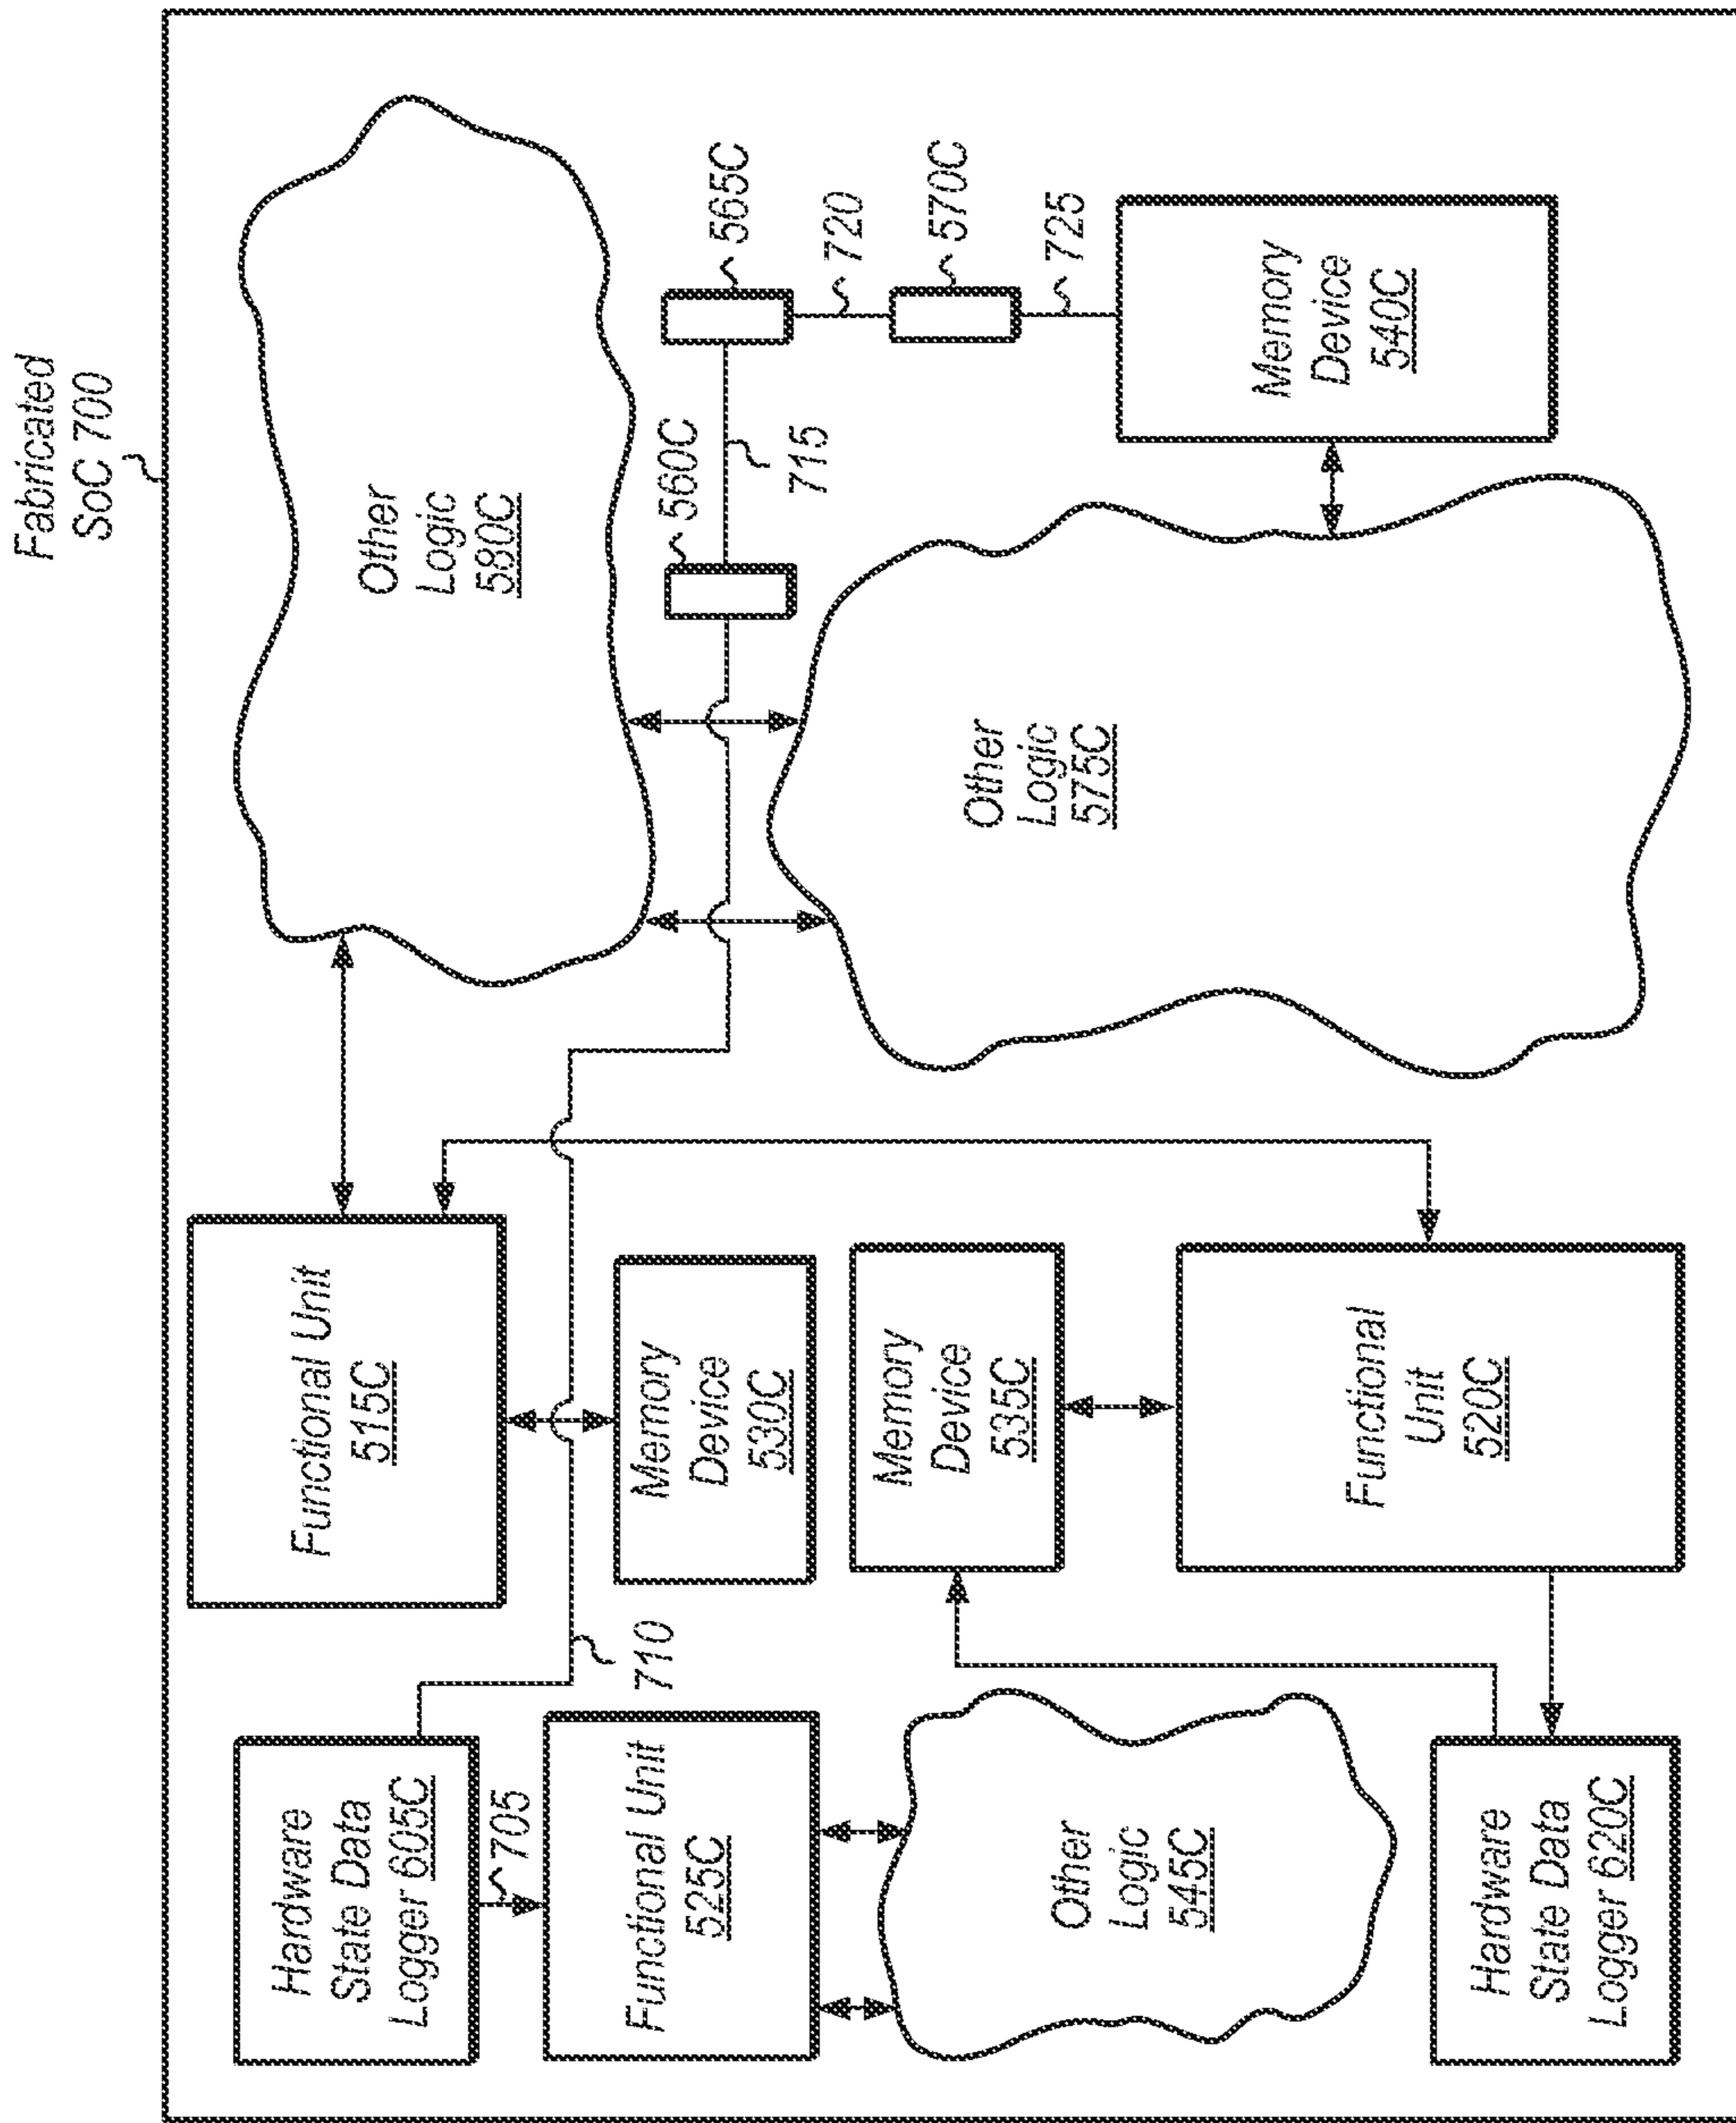 Fabricated
SoC 700
Hardware
State Data
Logger 605C
705
710
Functional Unit
515C
Other
Logic
580C
Functional Unit
525C
Memory
Device
530C
560C
715
565C
720
570C
725
Memory
Device
535C
Other
Logic
575C
Memory
Device
540C
Other
Logic
545C
Functional
Unit
520C
Hardware
State Data
Logger 620C